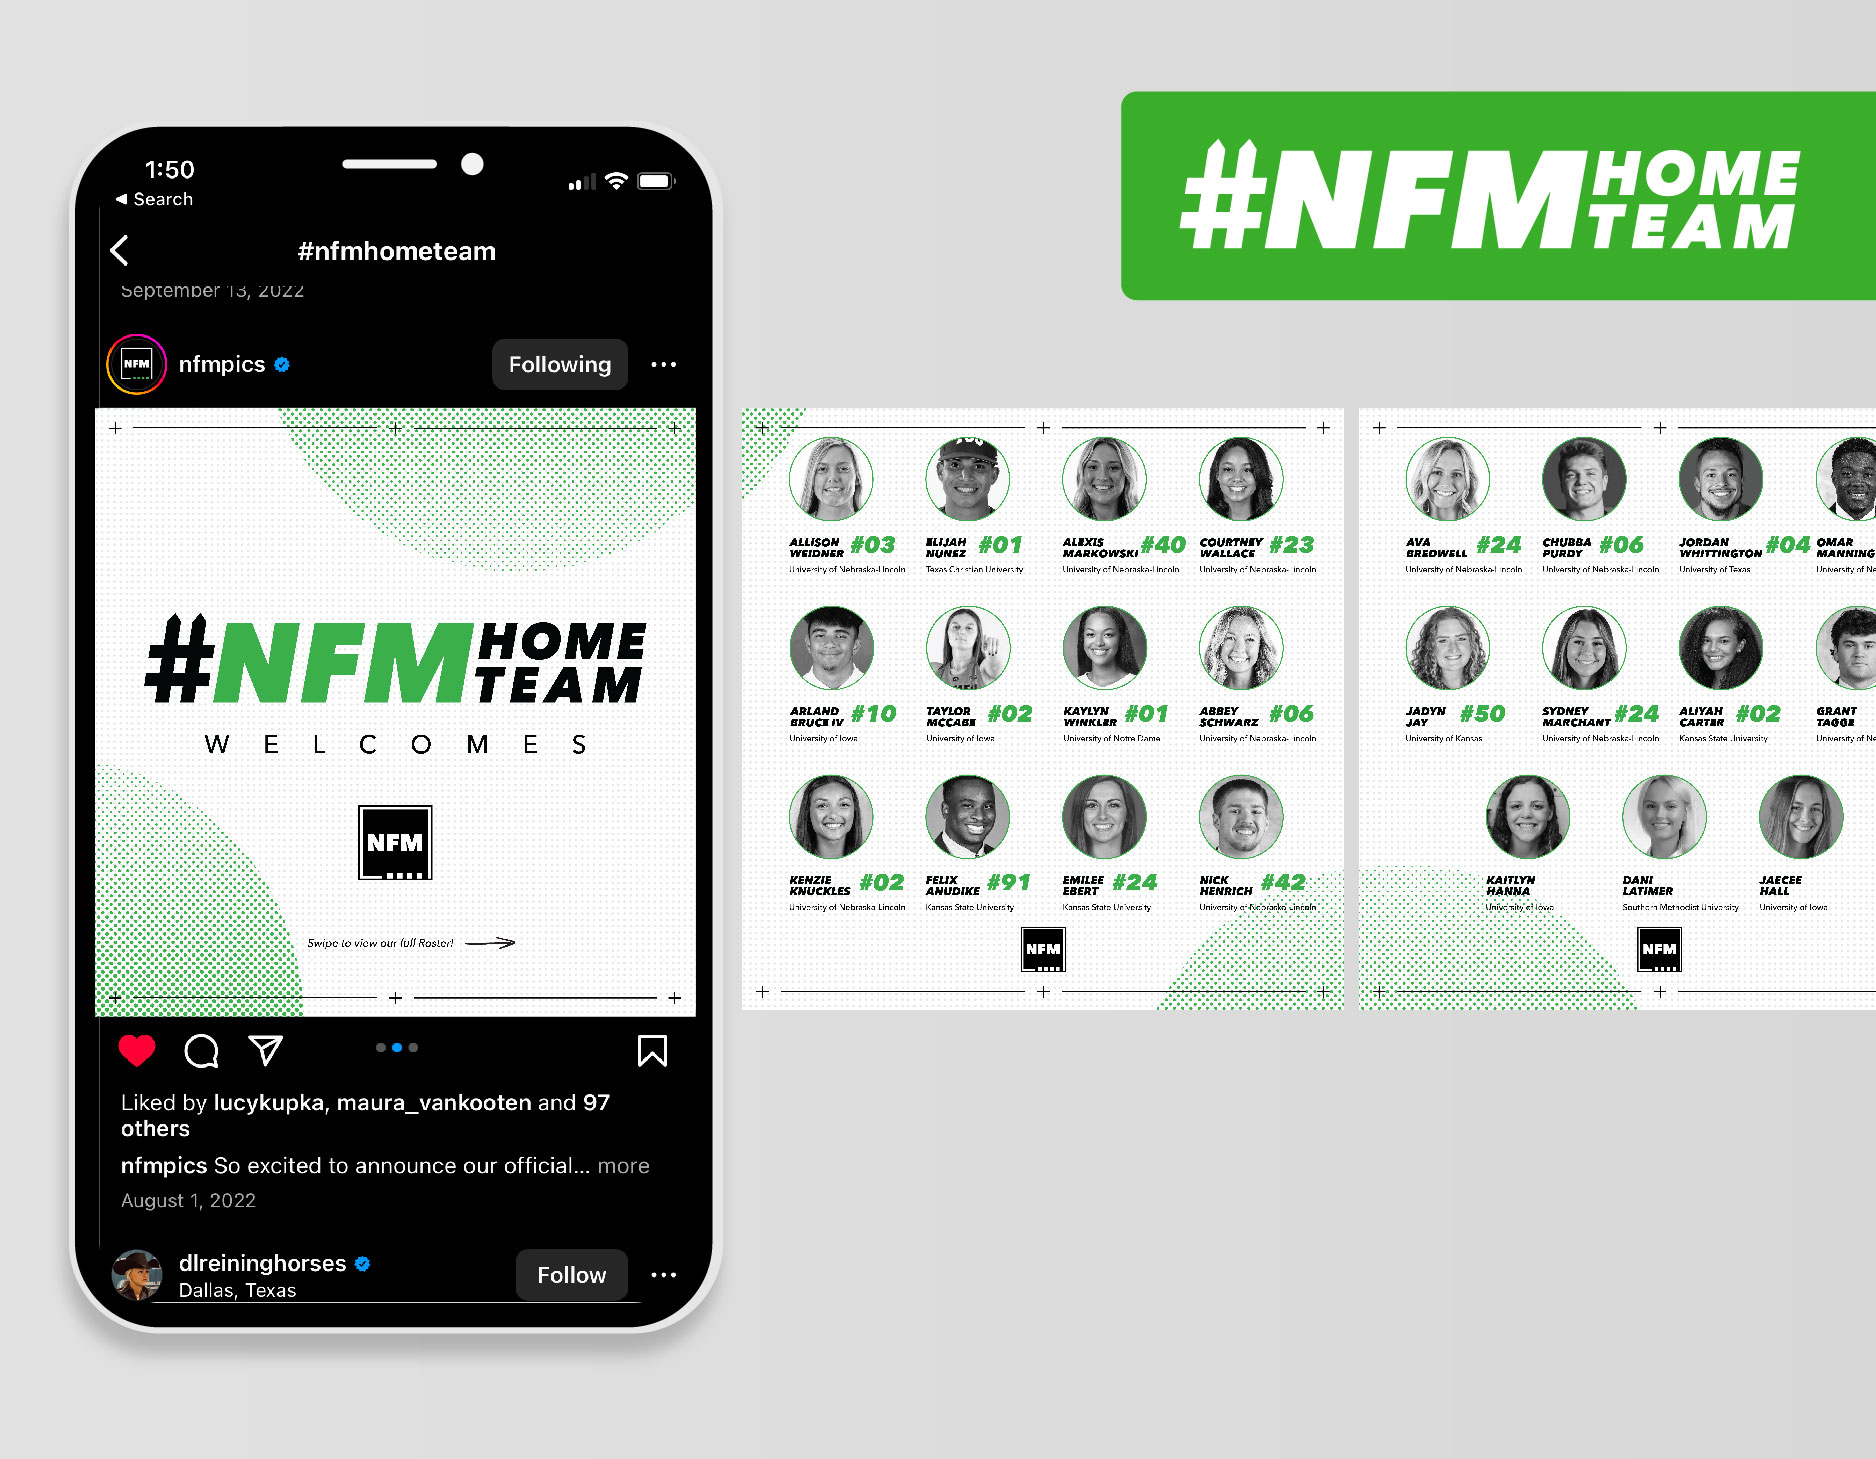 1:50
Search
#nfmhometeam
September 13, 2022
NFM
nfmpics
Following
#NFM HOME TEAM
WELCOMES
NFM
Swipe to view our full Roster!
Liked by lucykupka, maura_vankooten and 97
others
nfmpics So excited to announce our official... more
August 1, 2022
dlreininghorses
Dallas, Texas
Follow
#NFM HOME TEAM
ALLISON WEIDNER #03
University of Nebraska-Lincoln
ELIJAH NUNEZ #01
Texas Christian University
ALEXIS MARKOWSKI #40
University of Nebraska-Lincoln
COURTNEY WALLACE #23
University of Nebraska-Lincoln
ARLAND BRUCE IV #10
University of Iowa
TAYLOR MCCABE #02
University of Iowa
KAYLYN WINKLER #01
University of Notre Dame
ABBEY SCHWARZ #06
University of Nebraska-Lincoln
KENZIE KNUCKLES #02
University of Nebraska-Lincoln
FELIX ANUDIKE #91
Kansas State University
EMILEE EBERT #24
Kansas State University
NICK HENRICH #42
University of Nebraska-Lincoln
NFM
AVA BREDWELL #24
University of Nebraska-Lincoln
CHUBBA PURDY #06
University of Nebraska-Lincoln
JORDAN WHITTINGTON #04
University of Texas
OMAR MANNING
University of Ne
JADYN JAY #50
University of Kansas
SYDNEY MARCHANT #24
University of Nebraska-Lincoln
ALIYAH CARTER #02
Kansas State University
GRANT TAGGE
University of Ne
KAITLYN HANNA
University of Iowa
DANI LATIMER
Southern Methodist University
JAECEE HALL
University of Iowa
NFM